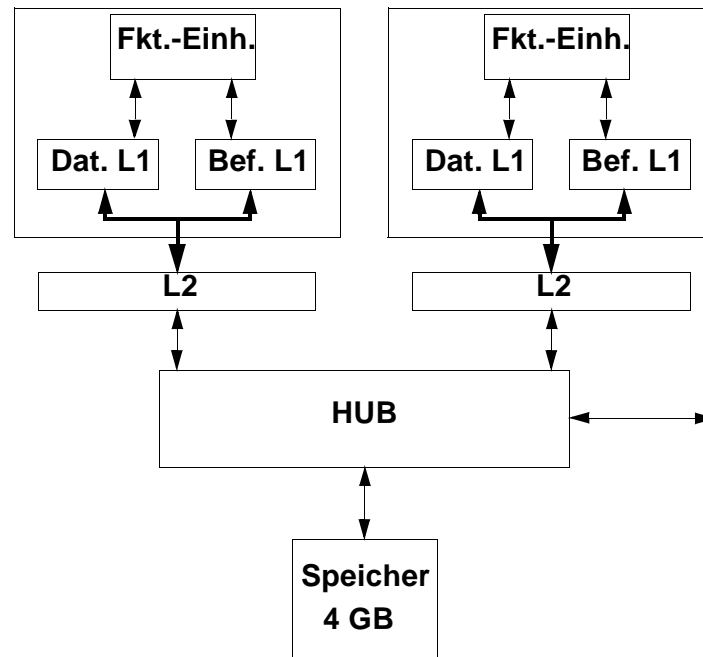 Fkt.-Einh.
Fkt.-Einh.
Dat. L1
Bef. L1
Dat. L1
Bef. L1
L2
L2
HUB
Speicher
4 GB